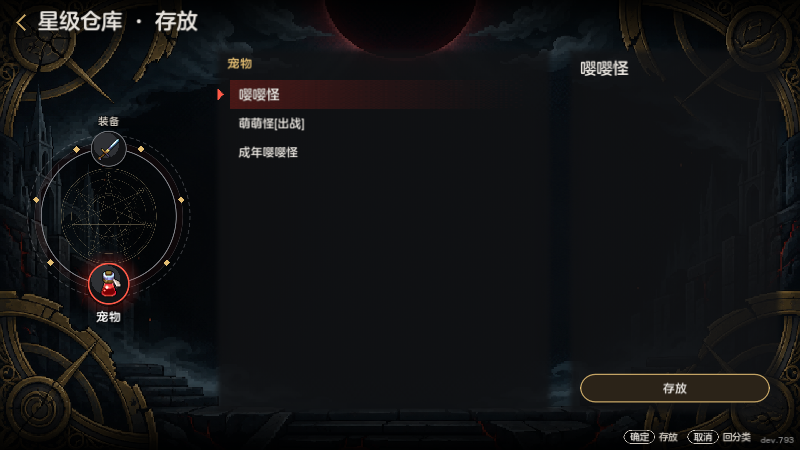 星级仓库 · 存放
宠物
嘤嘤怪
嘤嘤怪
萌萌怪[出战]
成年嘤嘤怪
装备
宠物
存放
确定 存放 取消 回分类
dev.793